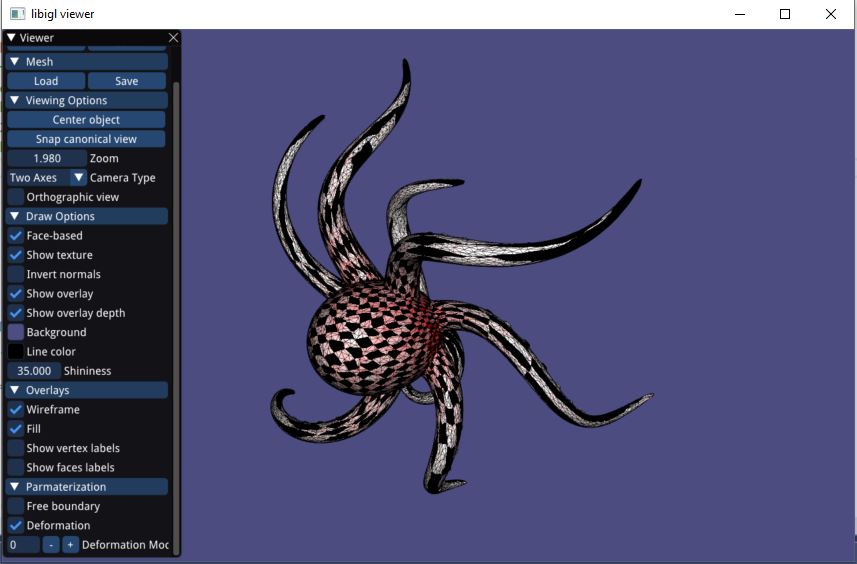 libigl viewer
Viewer
Mesh
Load Save
Viewing Options
Center object
Snap canonical view
1.980 Zoom
Two Axes Camera Type
Orthographic view
Draw Options
Face-based
Show texture
Invert normals
Show overlay
Show overlay depth
Background
Line color
35.000 Shininess
Overlays
Wireframe
Fill
Show vertex labels
Show faces labels
Parmaterization
Free boundary
Deformation
0 - + Deformation Moc